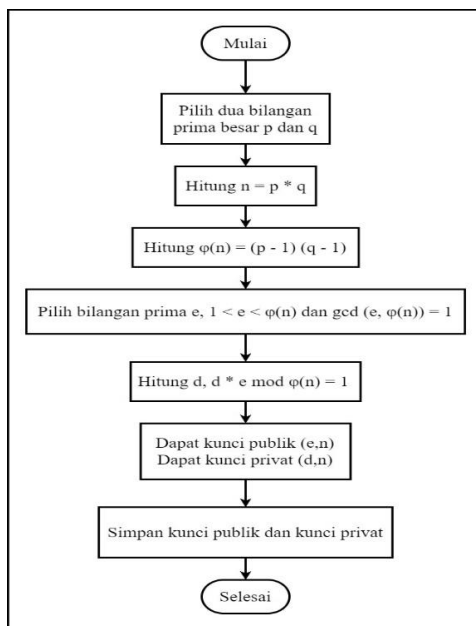 Mulai
Pilih dua bilangan
prima besar p dan q
Hitung n = p * q
Hitung φ(n) = (p - 1) (q - 1)
Pilih bilangan prima e, 1 < e < φ(n) dan gcd (e, φ(n)) = 1
Hitung d, d * e mod φ(n) = 1
Dapat kunci publik (e,n)
Dapat kunci privat (d,n)
Simpan kunci publik dan kunci privat
Selesai